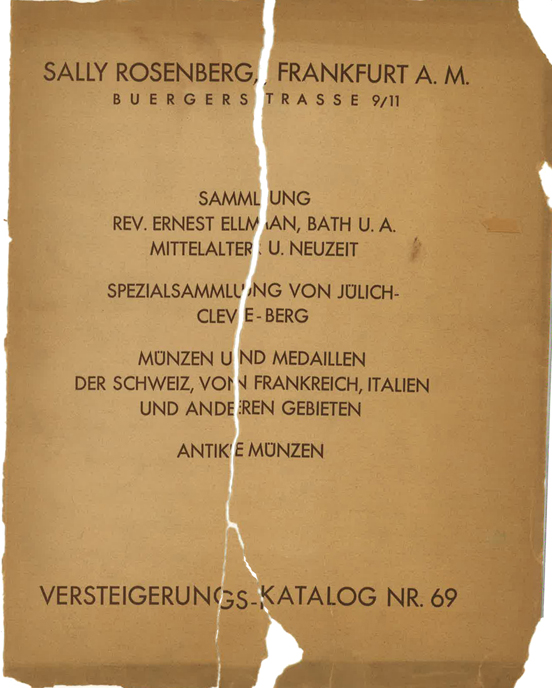 SALLY ROSENBERG, FRANKFURT A. M.
BUERGERSTRASSE 9/11
SAMMLUNG
REV. ERNEST ELLMAN, BATH U. A.
MITTELALTER U. NEUZEIT
SPEZIALSAMMLUNG VON JÜLICH-
CLEVE-BERG
MÜNZEN UND MEDAILLEN
DER SCHWEIZ, VON FRANKREICH, ITALIEN
UND ANDEREN GEBIETEN
ANTIKE MÜNZEN
VERSTEIGERUNGS-KATALOG NR. 69